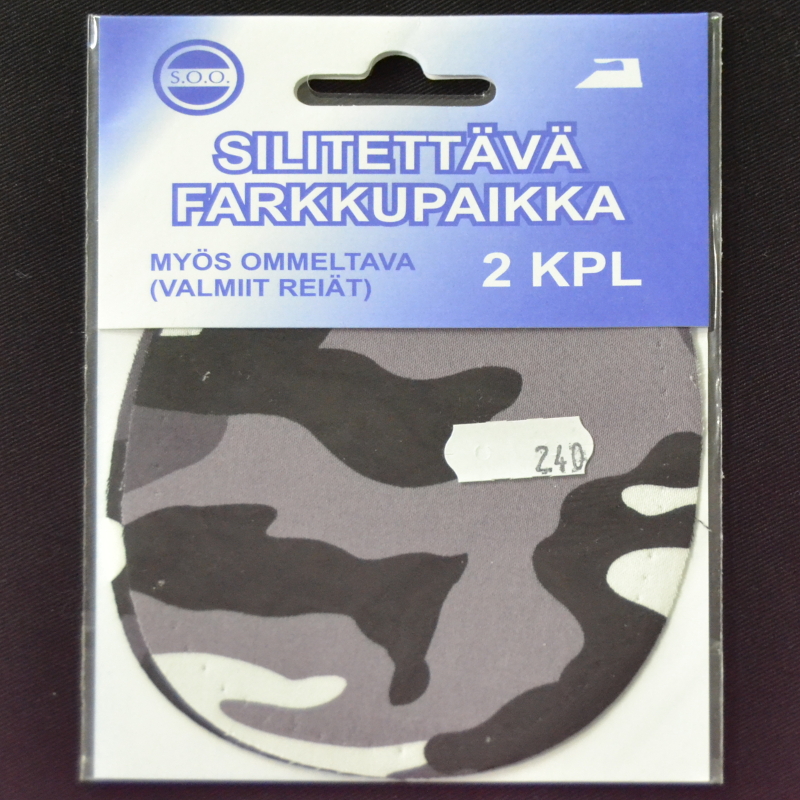 S.O.O.
SILITETTÄVÄ
FARKKUPAIKKA
MYÖS OMMELTAVA
(VALMIIT REIÄT)
2 KPL
240